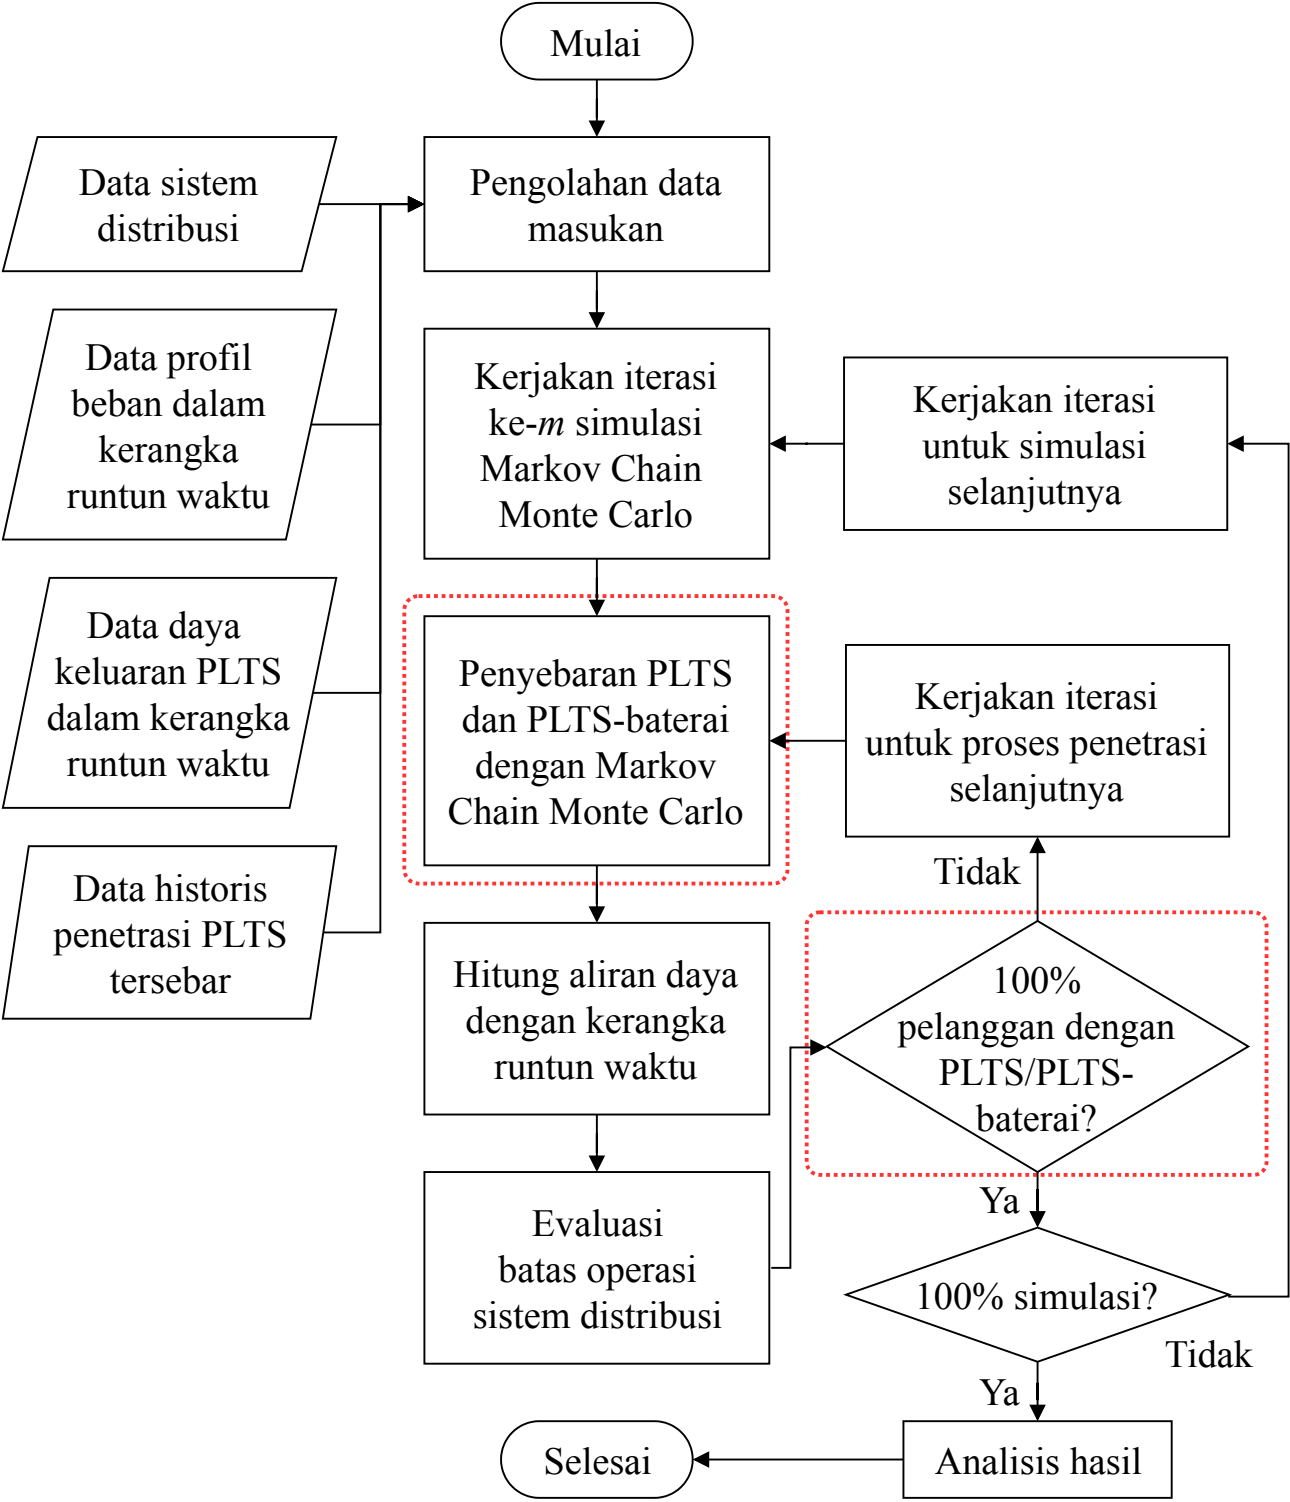 Mulai
Data sistem
distribusi
Pengolahan data
masukan
Data profil
beban dalam
kerangka
runtun waktu
Kerjakan iterasi
ke-m simulasi
Markov Chain
Monte Carlo
Kerjakan iterasi
untuk simulasi
selanjutnya
Data daya
keluaran PLTS
dalam kerangka
runtun waktu
Penyebaran PLTS
dan PLTS-baterai
dengan Markov
Chain Monte Carlo
Kerjakan iterasi
untuk proses penetrasi
selanjutnya
Tidak
Data historis
penetrasi PLTS
tersebar
Hitung aliran daya
dengan kerangka
runtun waktu
100%
pelanggan dengan
PLTS/PLTS-
baterai?
Ya
Evaluasi
batas operasi
sistem distribusi
100% simulasi?
Tidak
Ya
Analisis hasil
Selesai